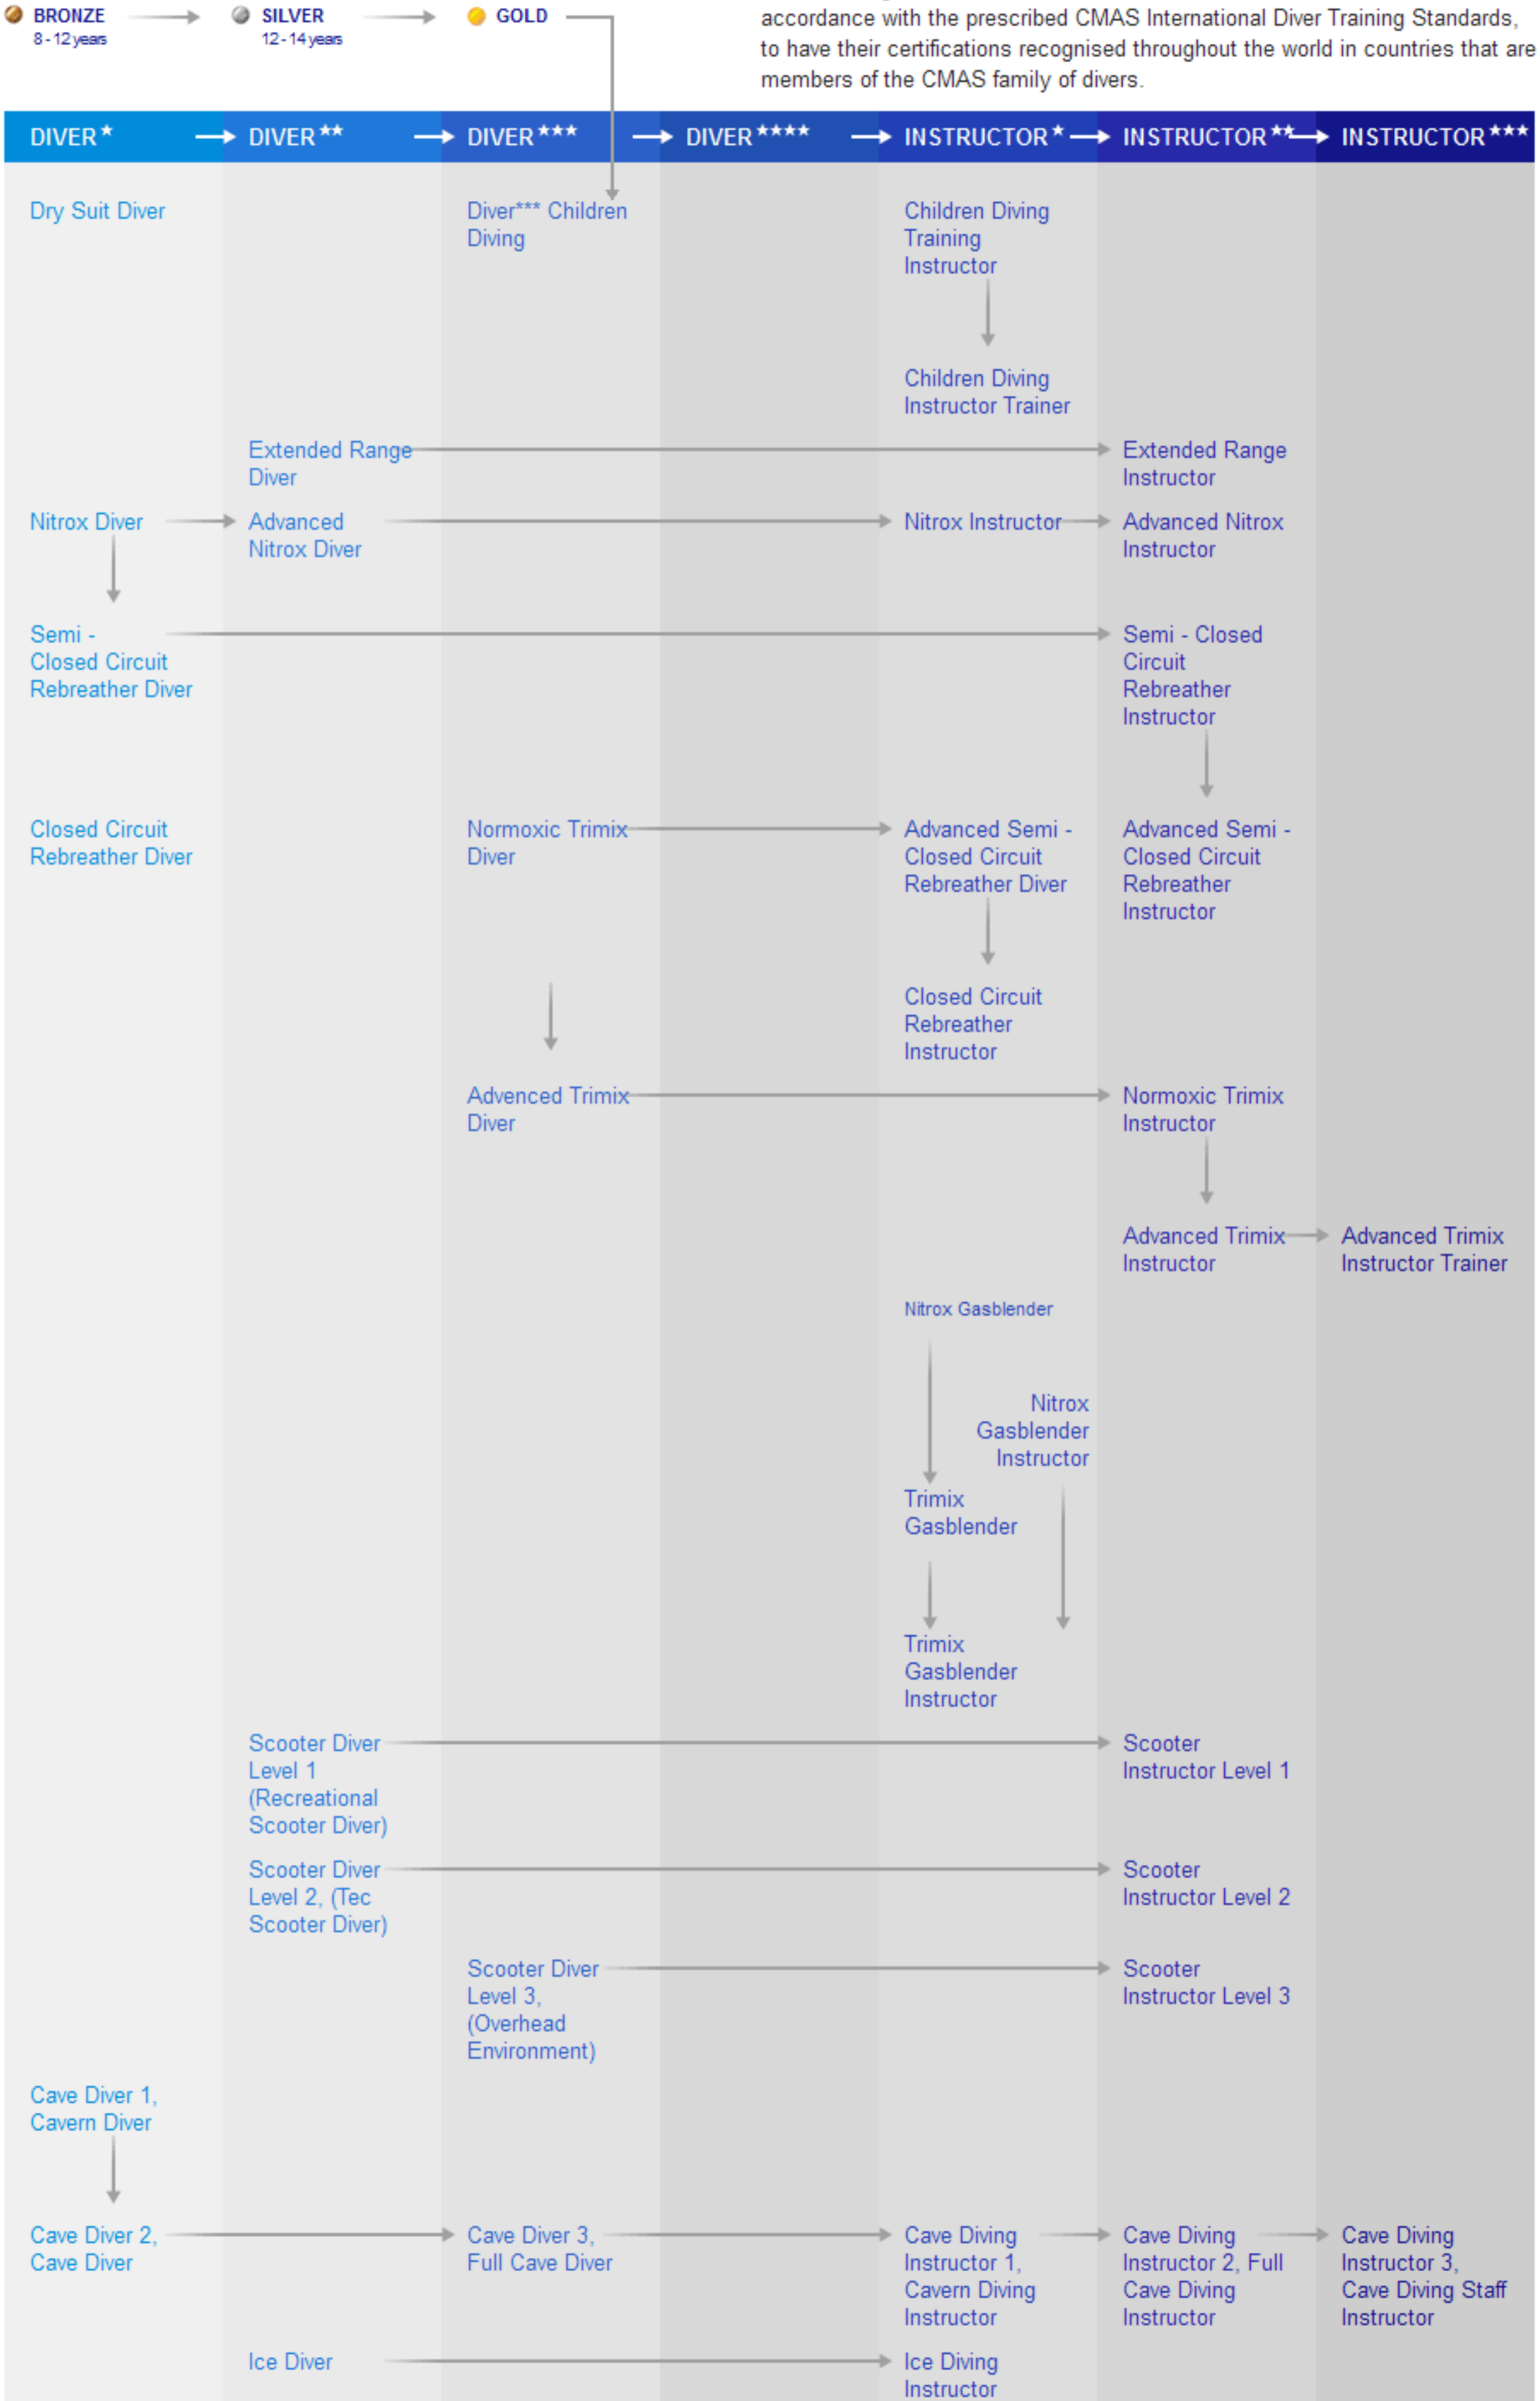 BRONZE
8 - 12 years
SILVER
12 - 14 years
GOLD
accordance with the prescribed CMAS International Diver Training Standards,
to have their certifications recognised throughout the world in countries that are
members of the CMAS family of divers.
DIVER ★
DIVER ★★
DIVER ★★★
DIVER ★★★★
INSTRUCTOR ★
INSTRUCTOR ★★
INSTRUCTOR ★★★
Dry Suit Diver
Diver*** Children
Diving
Children Diving
Training
Instructor
Children Diving
Instructor Trainer
Extended Range
Diver
Extended Range
Instructor
Nitrox Diver
Advanced
Nitrox Diver
Nitrox Instructor
Advanced Nitrox
Instructor
Semi -
Closed Circuit
Rebreather Diver
Semi - Closed
Circuit
Rebreather
Instructor
Closed Circuit
Rebreather Diver
Normoxic Trimix
Diver
Advanced Semi -
Closed Circuit
Rebreather Diver
Advanced Semi -
Closed Circuit
Rebreather
Instructor
Closed Circuit
Rebreather
Instructor
Advenced Trimix
Diver
Normoxic Trimix
Instructor
Advanced Trimix
Instructor
Advanced Trimix
Instructor Trainer
Nitrox Gasblender
Nitrox
Gasblender
Instructor
Trimix
Gasblender
Trimix
Gasblender
Instructor
Scooter Diver
Level 1
(Recreational
Scooter Diver)
Scooter
Instructor Level 1
Scooter Diver
Level 2, (Tec
Scooter Diver)
Scooter
Instructor Level 2
Scooter Diver
Level 3,
(Overhead
Environment)
Scooter
Instructor Level 3
Cave Diver 1,
Cavern Diver
Cave Diver 2,
Cave Diver
Cave Diver 3,
Full Cave Diver
Cave Diving
Instructor 1,
Cavern Diving
Instructor
Cave Diving
Instructor 2, Full
Cave Diving
Instructor
Cave Diving
Instructor 3,
Cave Diving Staff
Instructor
Ice Diver
Ice Diving
Instructor